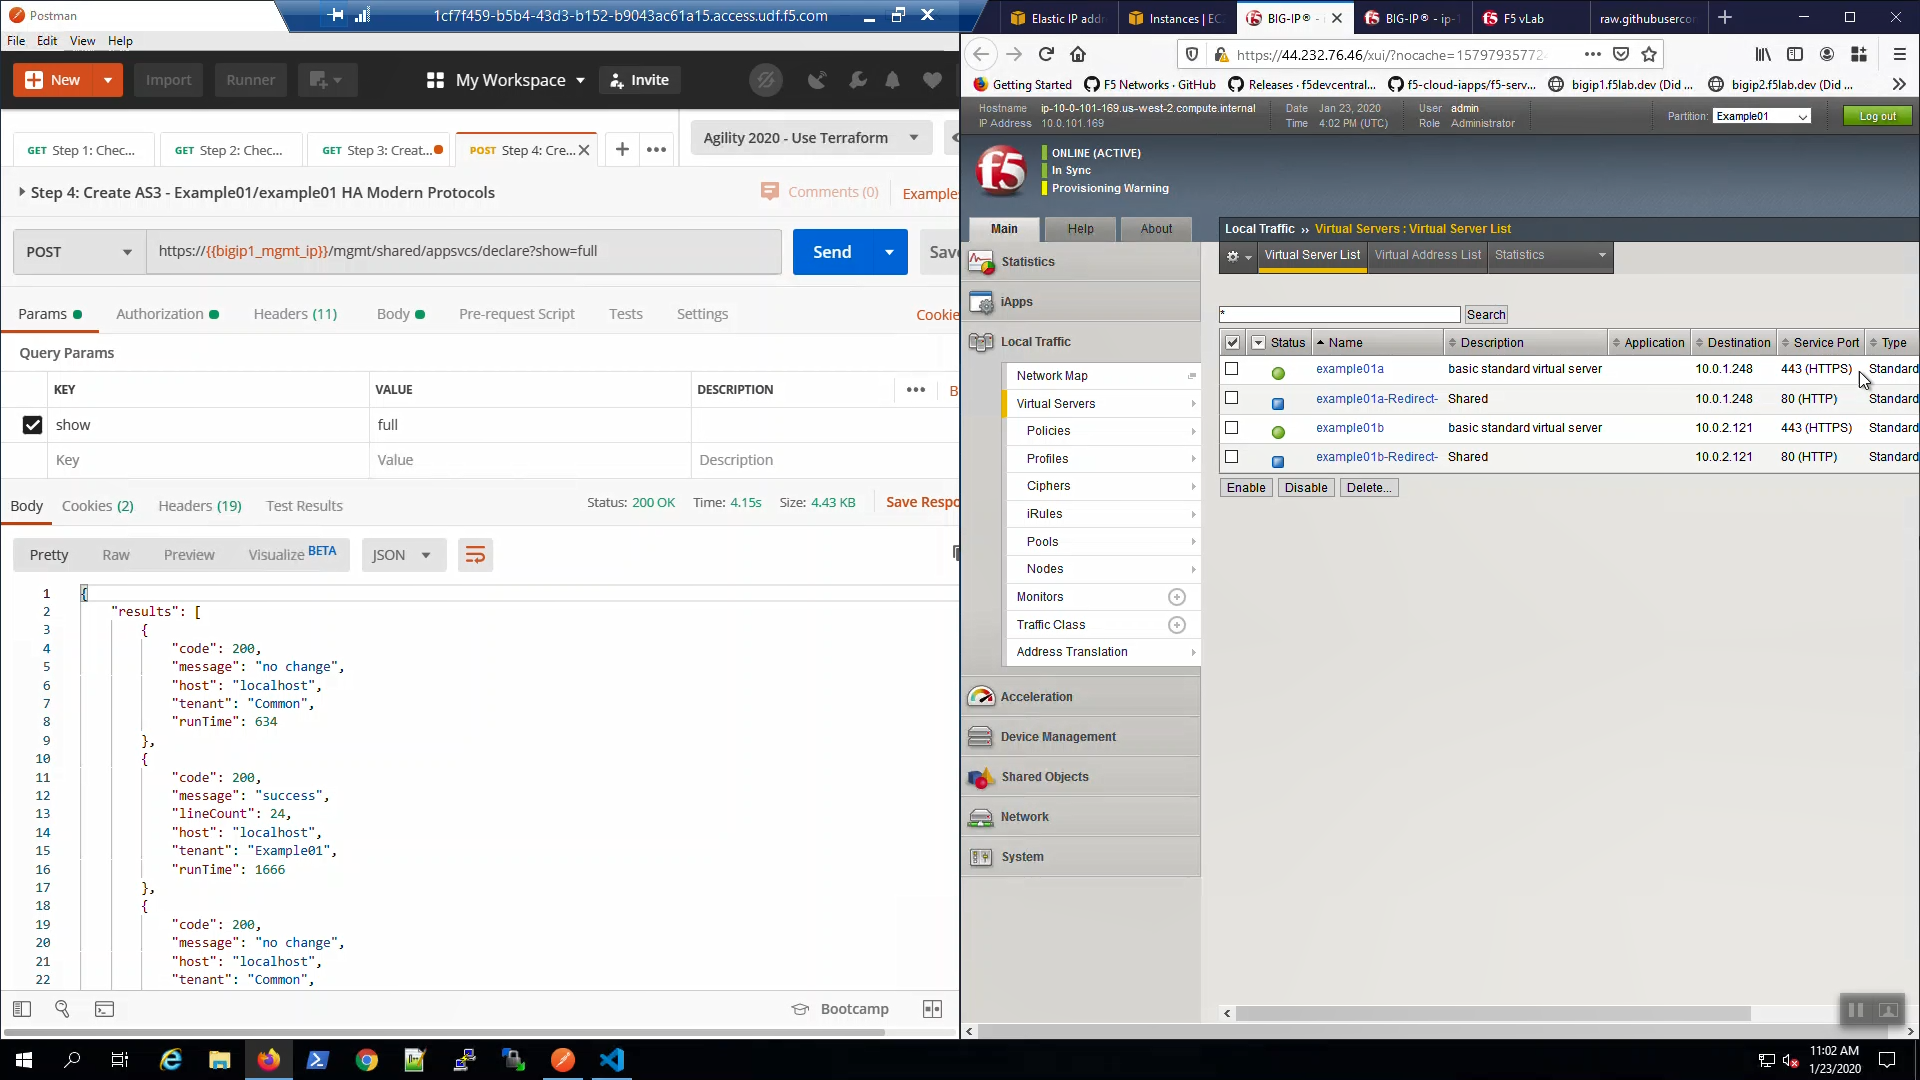 Postman
1cf7f459-b5b4-43d3-b152-b9043ac61a15.access.udf.f5.com
File Edit View Help
New Import Runner My Workspace Invite
GET Step 1: Chec...
GET Step 2: Chec...
GET Step 3: Creat...
POST Step 4: Cre...
Agility 2020 - Use Terraform
Step 4: Create AS3 - Example01/example01 HA Modern Protocols
Comments (0)
Examples
POST
https://{{bigip1_mgmt_ip}}/mgmt/shared/appsvcs/declare?show=full
Send
Save
Params Authorization Headers (11) Body Pre-request Script Tests Settings Cookie
Query Params
KEY VALUE DESCRIPTION B
show full
Key Value Description
Body Cookies (2) Headers (19) Test Results Status: 200 OK Time: 4.15s Size: 4.43 KB Save Respo
Pretty Raw Preview Visualize BETA JSON
1 {
2 "results": [
3 {
4 "code": 200,
5 "message": "no change",
6 "host": "localhost",
7 "tenant": "Common",
8 "runTime": 634
9 },
10 {
11 "code": 200,
12 "message": "success",
13 "lineCount": 24,
14 "host": "localhost",
15 "tenant": "Example01",
16 "runTime": 1666
17 },
18 {
19 "code": 200,
20 "message": "no change",
21 "host": "localhost",
22 "tenant": "Common",
Bootcamp
Elastic IP addr
Instances | EC
BIG-IP® -
BIG-IP® - ip-1
F5 vLab
raw.githubuserco
https://44.232.76.46/xui/?nocache=157979357724
Getting Started F5 Networks · GitHub Releases · f5devcentral... f5-cloud-iapps/f5-serv... bigip1.f5lab.dev (Did ... bigip2.f5lab.dev (Did ...
Hostname ip-10-0-101-169.us-west-2.compute.internal Date Jan 23, 2020 User admin
IP Address 10.0.101.169 Time 4:02 PM (UTC) Role Administrator
Partition: Example01 Log out
f5
ONLINE (ACTIVE)
In Sync
Provisioning Warning
Main Help About
Local Traffic ›› Virtual Servers : Virtual Server List
Virtual Server List Virtual Address List Statistics
Statistics
iApps
Local Traffic
Network Map
Virtual Servers
Policies
Profiles
Ciphers
iRules
Pools
Nodes
Monitors
Traffic Class
Address Translation
Acceleration
Device Management
Shared Objects
Network
System
* Search
Status Name Description Application Destination Service Port Type
example01a basic standard virtual server 10.0.1.248 443 (HTTPS) Standard
example01a-Redirect- Shared 10.0.1.248 80 (HTTP) Standard
example01b basic standard virtual server 10.0.2.121 443 (HTTPS) Standard
example01b-Redirect- Shared 10.0.2.121 80 (HTTP) Standard
Enable Disable Delete...
11:02 AM
1/23/2020